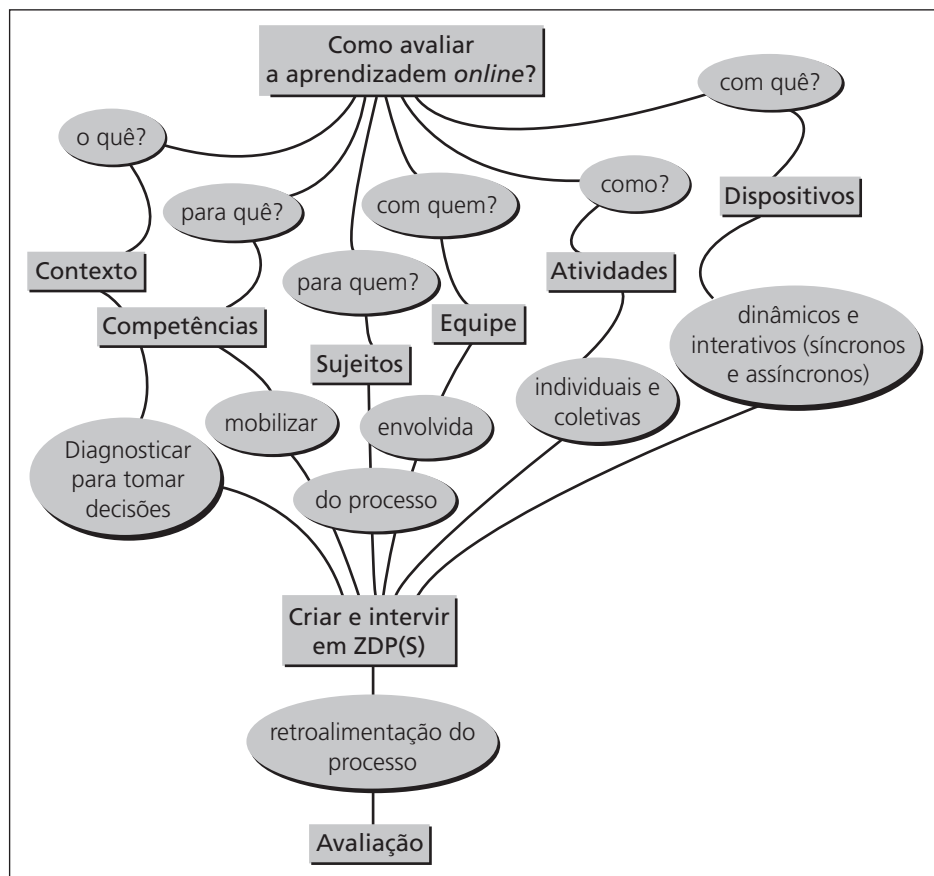 Como avaliar
a aprendizadem online?
com quê?
o quê?
para quê?
com quem?
como?
Dispositivos
Contexto
para quem?
Atividades
Competências
Equipe
Sujeitos
dinâmicos e
interativos (síncronos
e assíncronos)
mobilizar
envolvida
individuais e
coletivas
Diagnosticar
para tomar
decisões
do processo
Criar e intervir
em ZDP(S)
retroalimentação do
processo
Avaliação